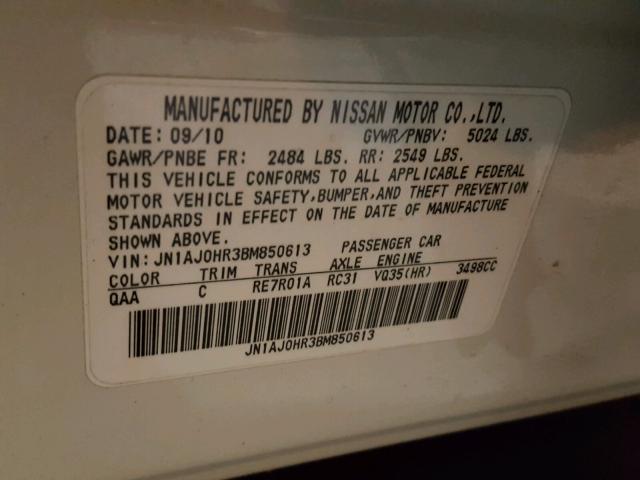 MANUFACTURED BY NISSAN MOTOR CO.,LTD.
DATE: 09/10 GVWR/PNBV: 5024 LBS.
GAWR/PNBE FR: 2484 LBS. RR: 2549 LBS.
THIS VEHICLE CONFORMS TO ALL APPLICABLE FEDERAL
MOTOR VEHICLE SAFETY,BUMPER,AND THEFT PREVENTION
STANDARDS IN EFFECT ON THE DATE OF MANUFACTURE
SHOWN ABOVE.
VIN: JN1AJ0HR3BM850613 PASSENGER CAR
COLOR TRIM TRANS AXLE ENGINE
QAA C RE7R01A RC31 VQ35(HR) 3498CC
JN1AJ0HR3BM850613